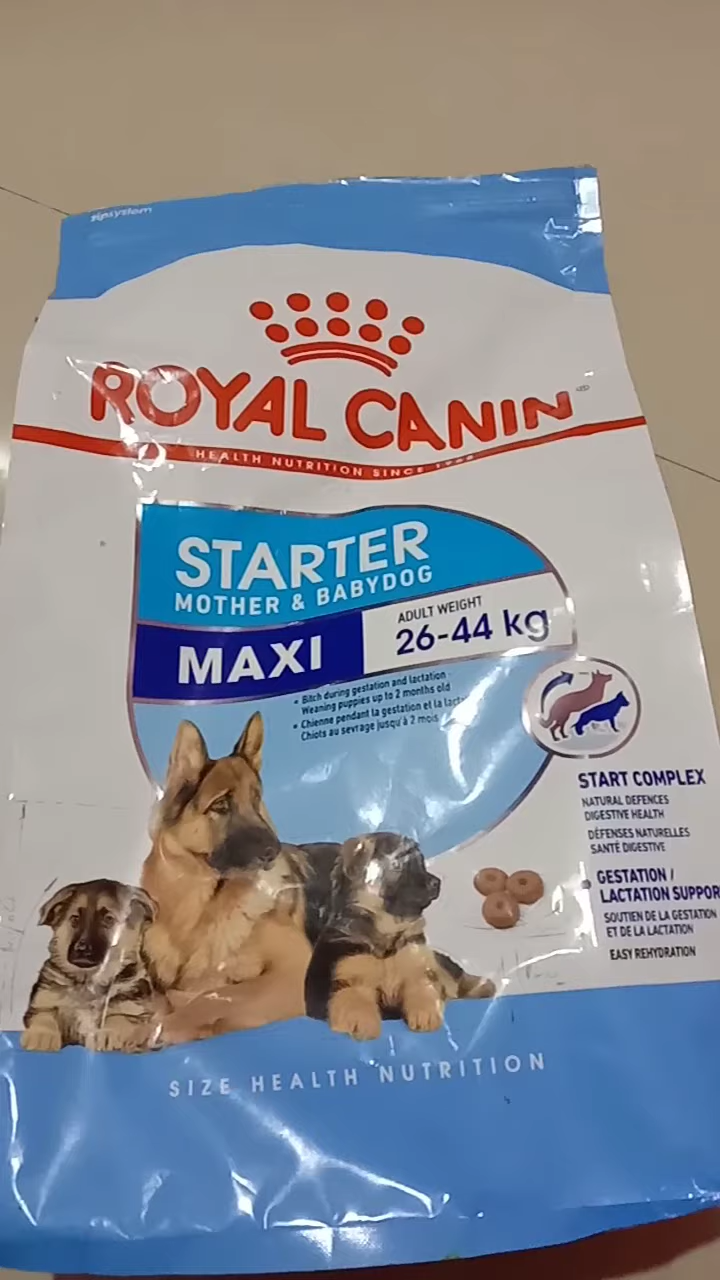 zipsystem
ROYAL CANIN
HEALTH NUTRITION SINCE
STARTER
MOTHER & BABYDOG
MAXI
ADULT WEIGHT
26-44 kg
• Bitch during gestation and lactation -
Weaning puppies up to 2 months old
• Chienne pendant la gestation et la
Chiots au sevrage jusqu'à 2 mois
START COMPLEX
NATURAL DEFENCES
DIGESTIVE HEALTH
DÉFENSES NATURELLES
SANTÉ DIGESTIVE
GESTATION /
LACTATION SUPPOR
SOUTIEN DE LA GESTATION
ET DE LA LACTATION
EASY REHYDRATION
SIZE HEALTH NUTRITION